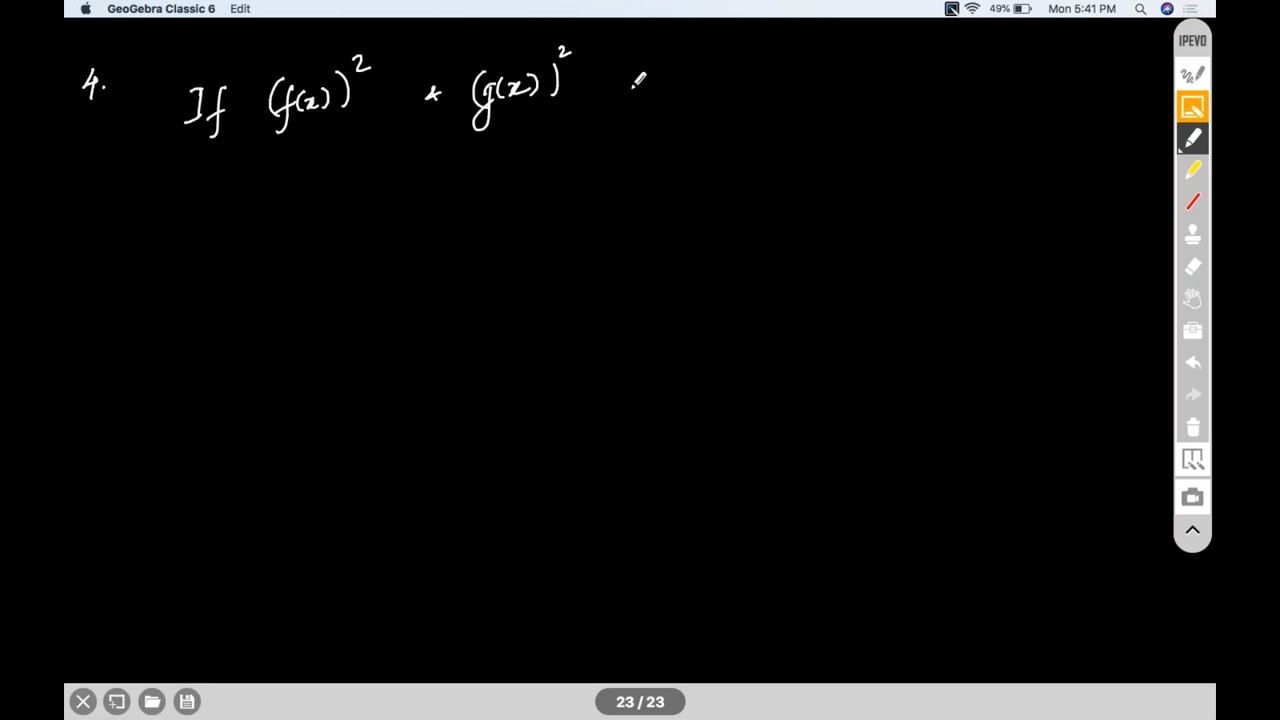 GeoGebra Classic 6 Edit 49% Mon 5:41 PM
IPEVO
4. If (f(x))² & (g(x))²
23 / 23